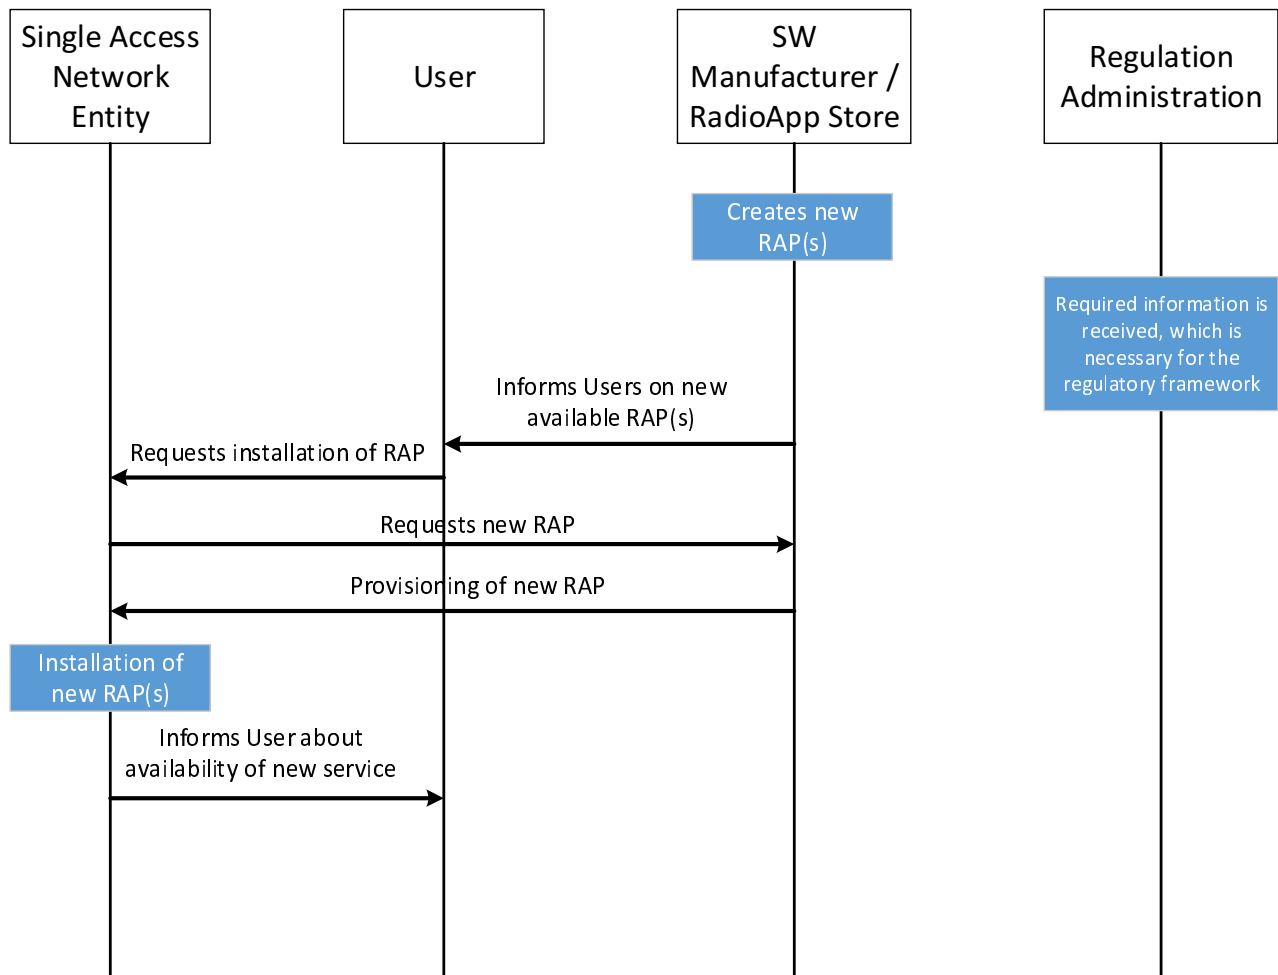 Single Access
Network
Entity
User
SW
Manufacturer /
RadioApp Store
Regulation
Administration
Creates new
RAP(s)
Required information is
received, which is
necessary for the
regulatory framework
Informs Users on new
available RAP(s)
Requests installation of RAP
Requests new RAP
Provisioning of new RAP
Installation of
new RAP(s)
Informs User about
availability of new service